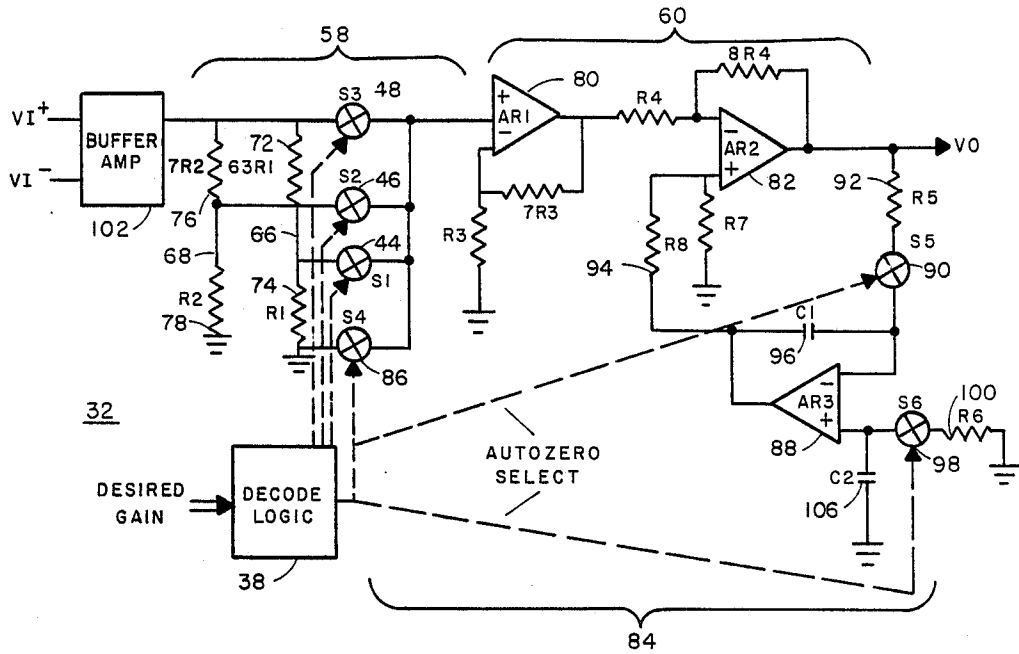 58
60
S3
48
80
8R4
VI+
VI-
BUFFER
AMP
102
7R2
76
72
63R1
S2
46
66
44
S1
68
R2
78
74
R1
S4
86
+
AR1
-
R4
-
AR2
+
82
VO
92
R5
R3
7R3
R8
R7
94
S5
90
C1
96
-
AR3
+
88
S6
98
100
R6
C2
106
32
AUTOZERO
SELECT
DESIRED
GAIN
DECODE
LOGIC
38
84